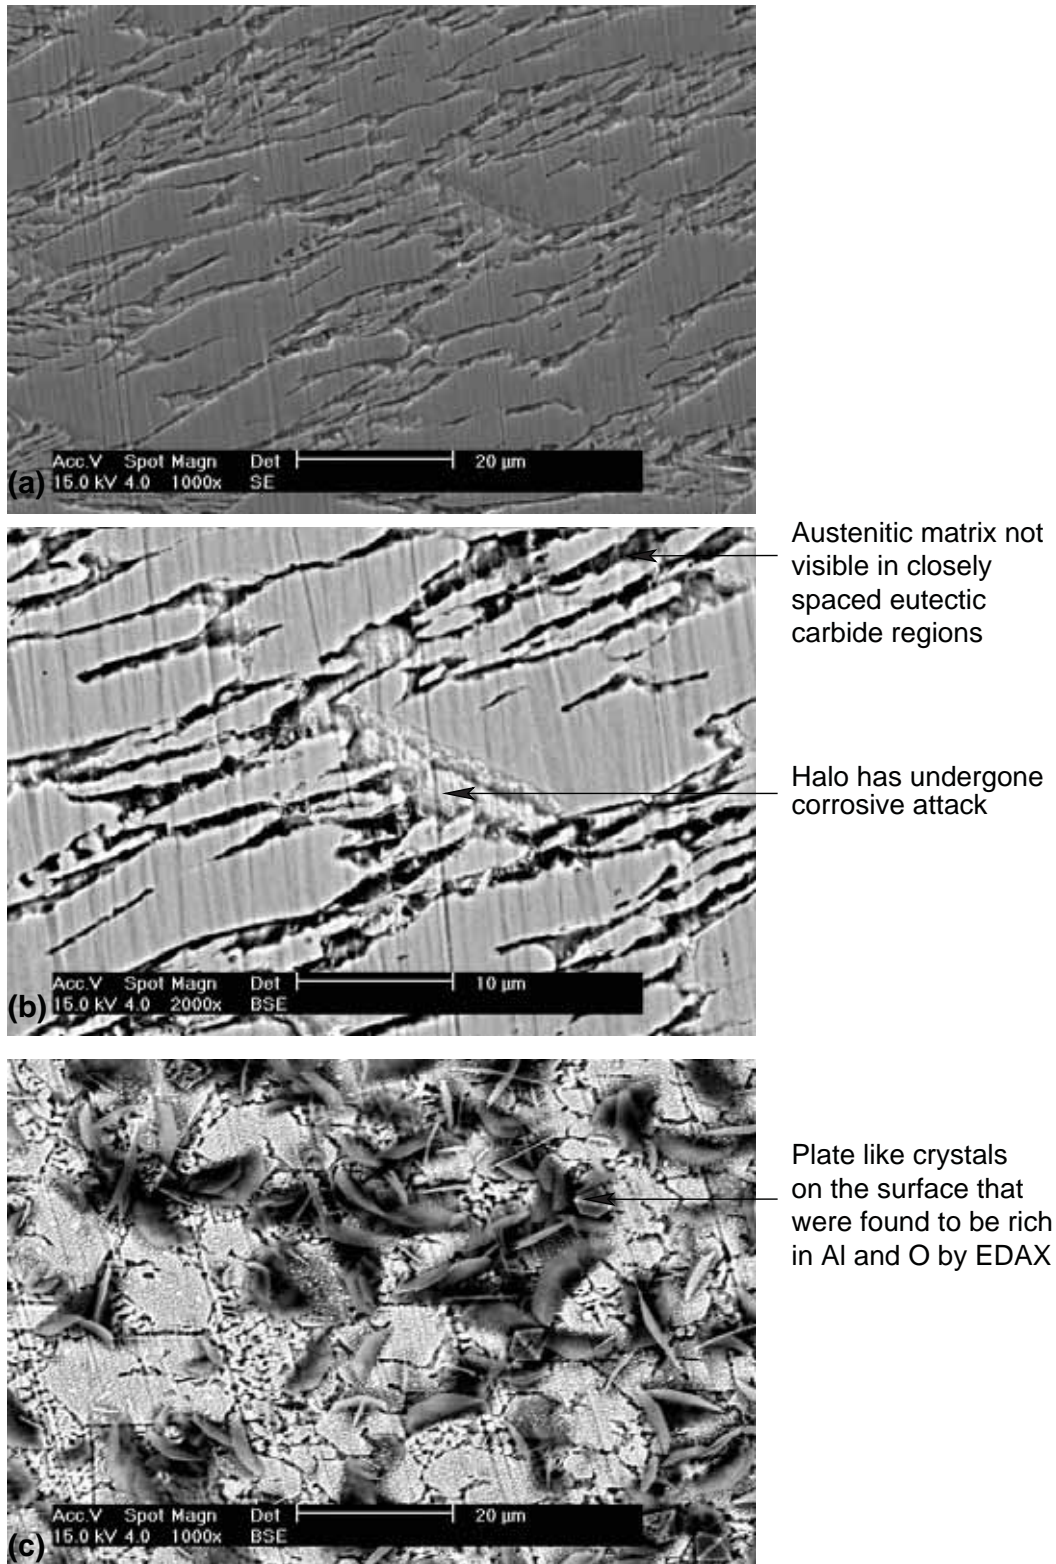 Acc.V Spot Magn Det 20 µm
15.0 kV 4.0 1000x SE
(a)
Austenitic matrix not
visible in closely
spaced eutectic
carbide regions
Halo has undergone
corrosive attack
Acc.V Spot Magn Det 10 µm
15.0 kV 4.0 2000x BSE
(b)
Plate like crystals
on the surface that
were found to be rich
in Al and O by EDAX
Acc.V Spot Magn Det 20 µm
15.0 kV 4.0 1000x BSE
(c)